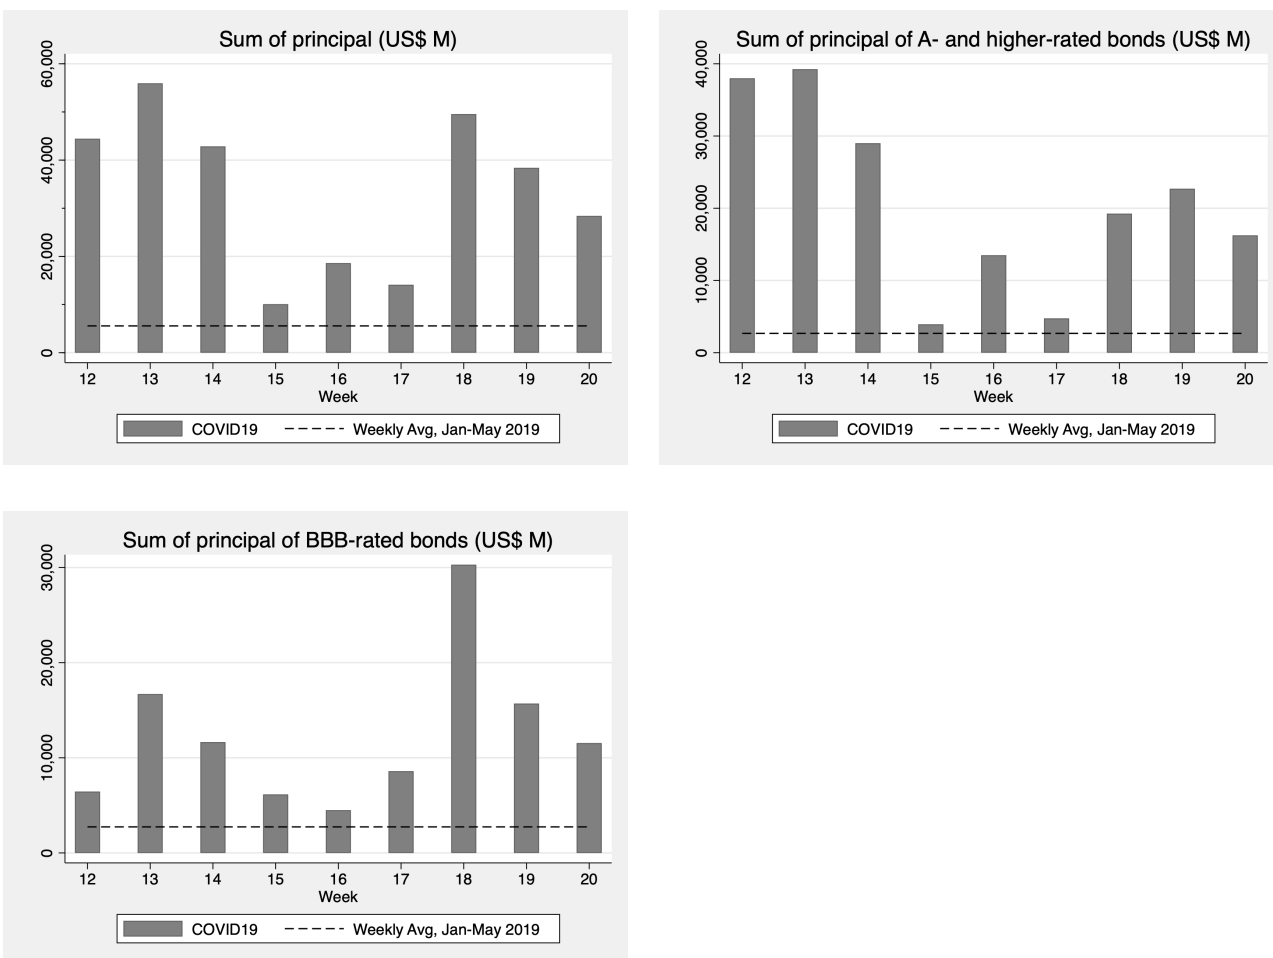 Sum of principal (US$ M)
60,000
40,000
20,000
0
12 13 14 15 16 17 18 19 20
Week
COVID19 Weekly Avg, Jan-May 2019
Sum of principal of A- and higher-rated bonds (US$ M)
40,000
30,000
20,000
10,000
0
12 13 14 15 16 17 18 19 20
Week
COVID19 Weekly Avg, Jan-May 2019
Sum of principal of BBB-rated bonds (US$ M)
30,000
20,000
10,000
0
12 13 14 15 16 17 18 19 20
Week
COVID19 Weekly Avg, Jan-May 2019